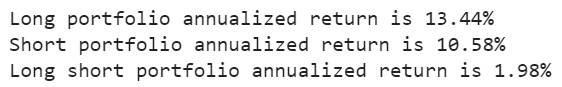 Long portfolio annualized return is 13.44%
Short portfolio annualized return is 10.58%
Long short portfolio annualized return is 1.98%